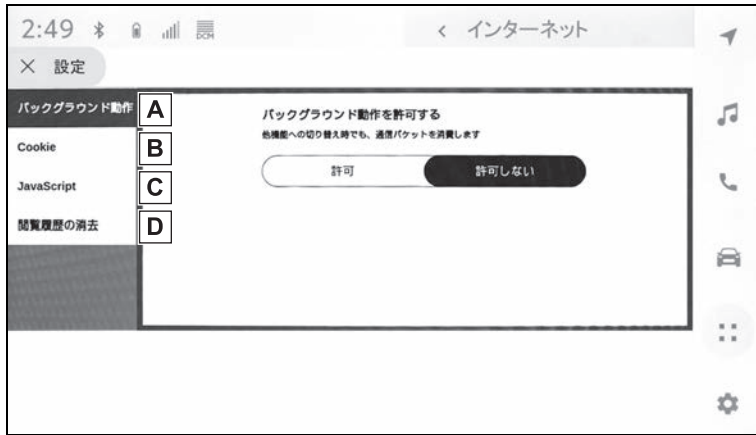 2:49
DCM
< インターネット
× 設定
バックグラウンド動作 A
Cookie B
JavaScript C
閲覧履歴の消去 D
バックグラウンド動作を許可する
他機能への切り替え時でも、通信パケットを消費します
許可 許可しない